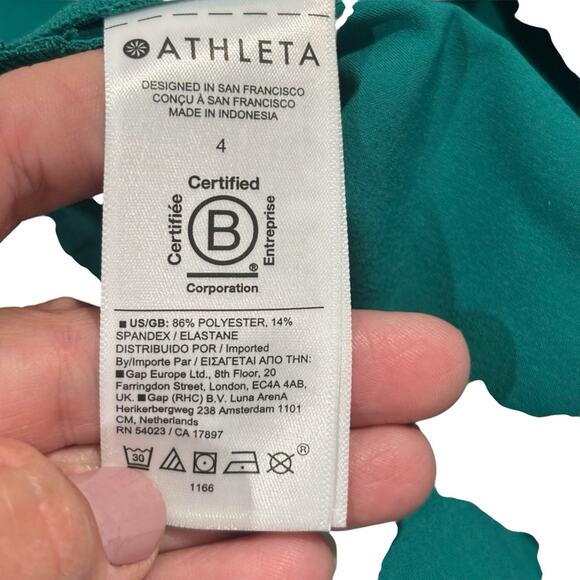 ATHLETA
DESIGNED IN SAN FRANCISCO
CONÇU À SAN FRANCISCO
MADE IN INDONESIA
4
Certified
Certifiée
B
Entreprise
®
Corporation
■ US/GB: 86% POLYESTER, 14%
SPANDEX / ELASTANE
DISTRIBUIDO POR / Imported
By/Importe Par / ΕΙΣΑΓΕΤΑΙ ΑΠΟ ΤΗΝ:
■ Gap Europe Ltd., 8th Floor, 20
Farringdon Street, London, EC4A 4AB,
UK. ■ Gap (RHC) B.V. Luna ArenA
Herikerbergweg 238 Amsterdam 1101
CM, Netherlands
RN 54023 / CA 17897
30 ®
1166